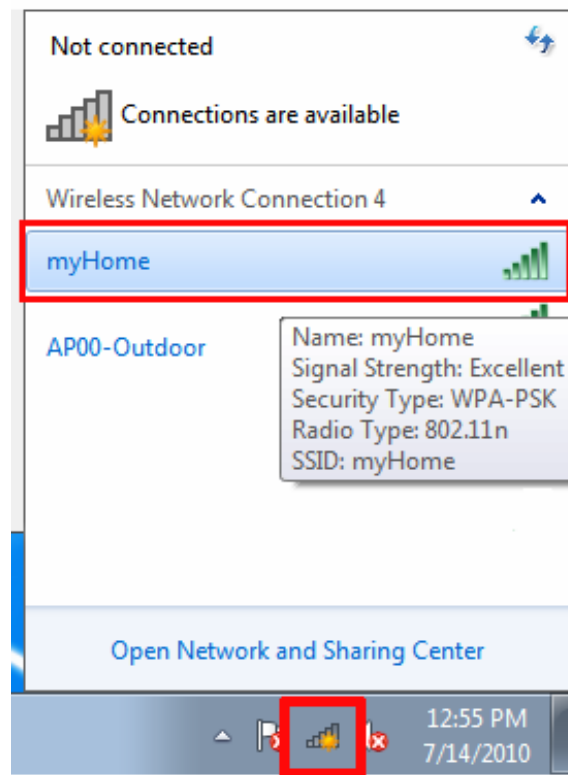 Not connected
Connections are available
Wireless Network Connection 4
myHome
AP00-Outdoor
Name: myHome
Signal Strength: Excellent
Security Type: WPA-PSK
Radio Type: 802.11n
SSID: myHome
Open Network and Sharing Center
12:55 PM
7/14/2010